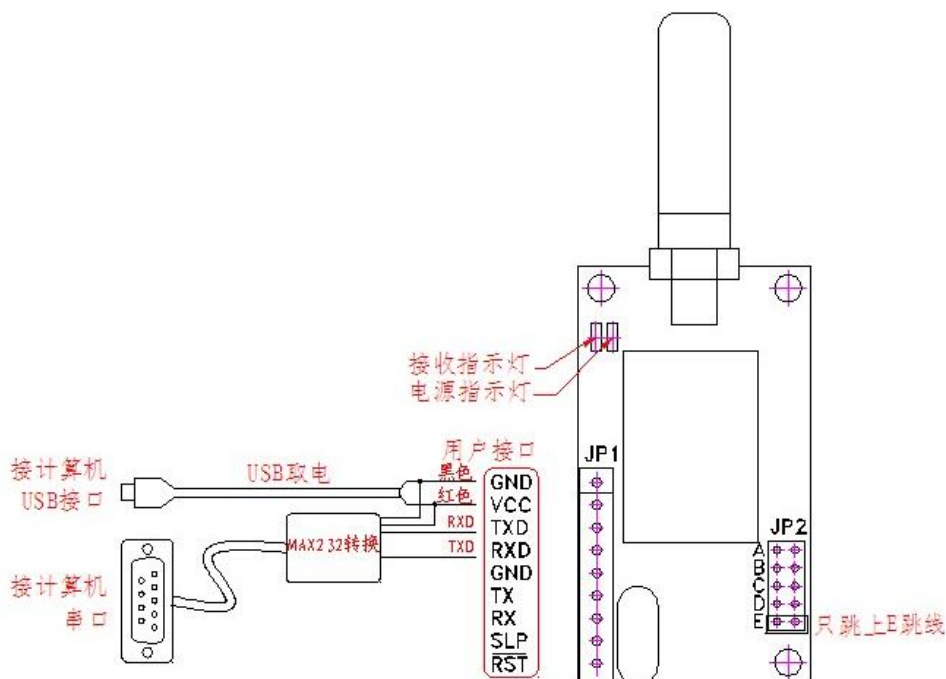 接收指示灯
电源指示灯
用户接口
JP1
接计算机
USB接口
USB取电
黑色
红色
RXD
TXD
MAX232转换
GND
VCC
TXD
RXD
GND
TX
RX
SLP
RST
接计算机
串口
JP2
A
B
C
D
E
只跳上E跳线